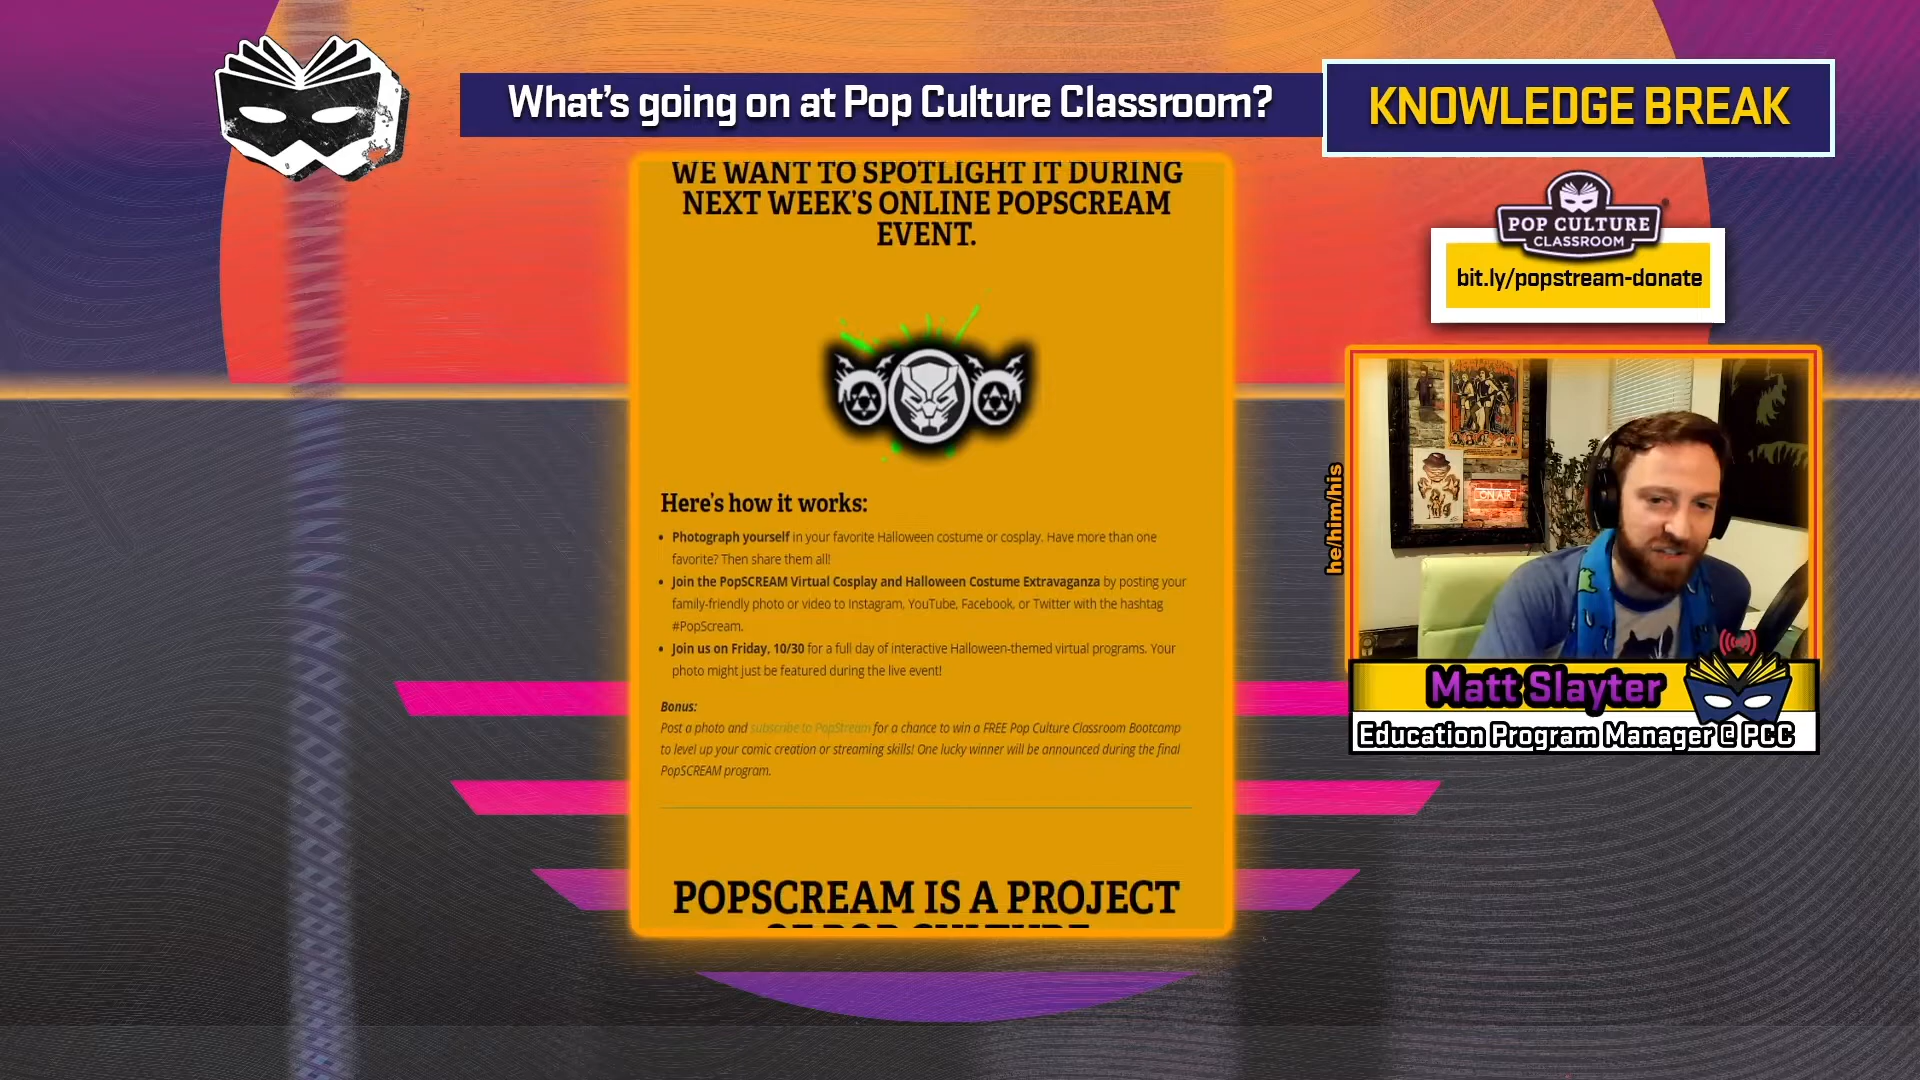 What's going on at Pop Culture Classroom?
KNOWLEDGE BREAK
WE WANT TO SPOTLIGHT IT DURING
NEXT WEEK'S ONLINE POPSCREAM
EVENT.
Here's how it works:
• Photograph yourself in your favorite Halloween costume or cosplay. Have more than one
favorite? Then share them all!
• Join the PopSCREAM Virtual Cosplay and Halloween Costume Extravaganza by posting your
family-friendly photo or video to Instagram, YouTube, Facebook, or Twitter with the hashtag
#PopScream.
• Join us on Friday, 10/30 for a full day of interactive Halloween-themed virtual programs. Your
photo might just be featured during the live event!
Bonus:
Post a photo and subscribe to PopStream for a chance to win a FREE Pop Culture Classroom Bootcamp
to level up your comic creation or streaming skills! One lucky winner will be announced during the final
PopSCREAM program.
POPSCREAM IS A PROJECT
OF POP CULTURE
POP CULTURE
CLASSROOM
bit.ly/popstream-donate
ON AIR
he/him/his
Matt Slayter
Education Program Manager @ PCC